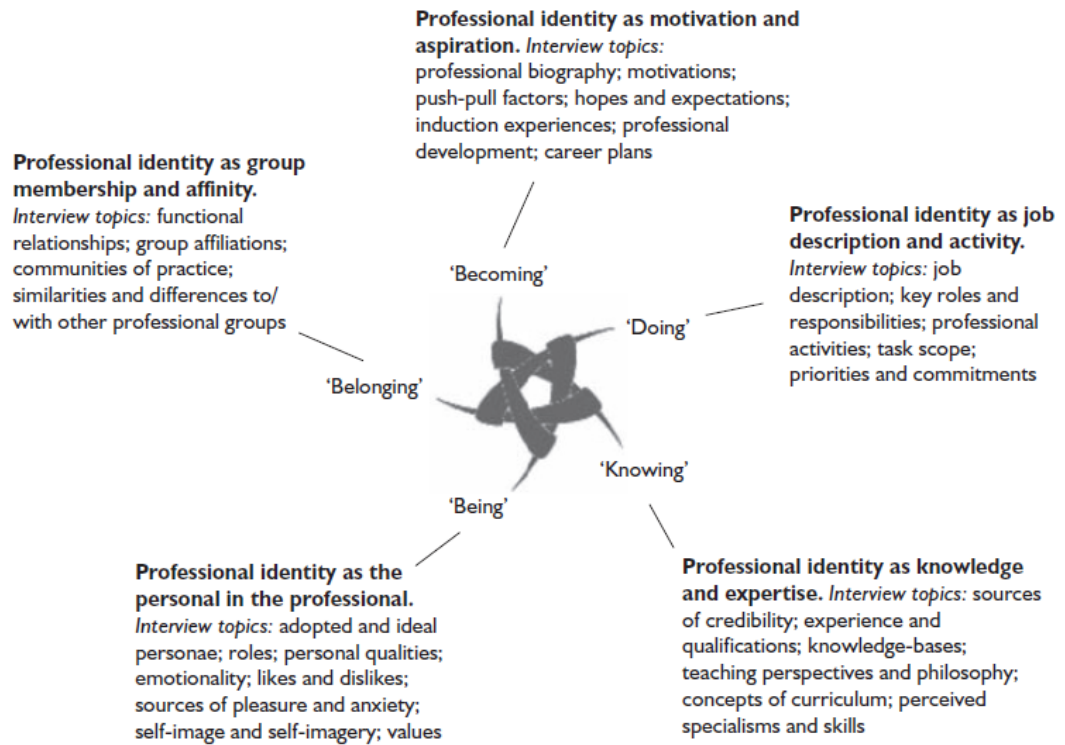 Professional identity as motivation and
aspiration. Interview topics:
professional biography; motivations;
push-pull factors; hopes and expectations;
induction experiences; professional
development; career plans
Professional identity as group
membership and affinity.
Interview topics: functional
relationships; group affiliations;
communities of practice;
similarities and differences to/
with other professional groups
Professional identity as job
description and activity.
Interview topics: job
description; key roles and
responsibilities; professional
activities; task scope;
priorities and commitments
‘Becoming’
‘Doing’
‘Belonging’
‘Knowing’
‘Being’
Professional identity as the
personal in the professional.
Interview topics: adopted and ideal
personae; roles; personal qualities;
emotionality; likes and dislikes;
sources of pleasure and anxiety;
self-image and self-imagery; values
Professional identity as knowledge
and expertise. Interview topics: sources
of credibility; experience and
qualifications; knowledge-bases;
teaching perspectives and philosophy;
concepts of curriculum; perceived
specialisms and skills